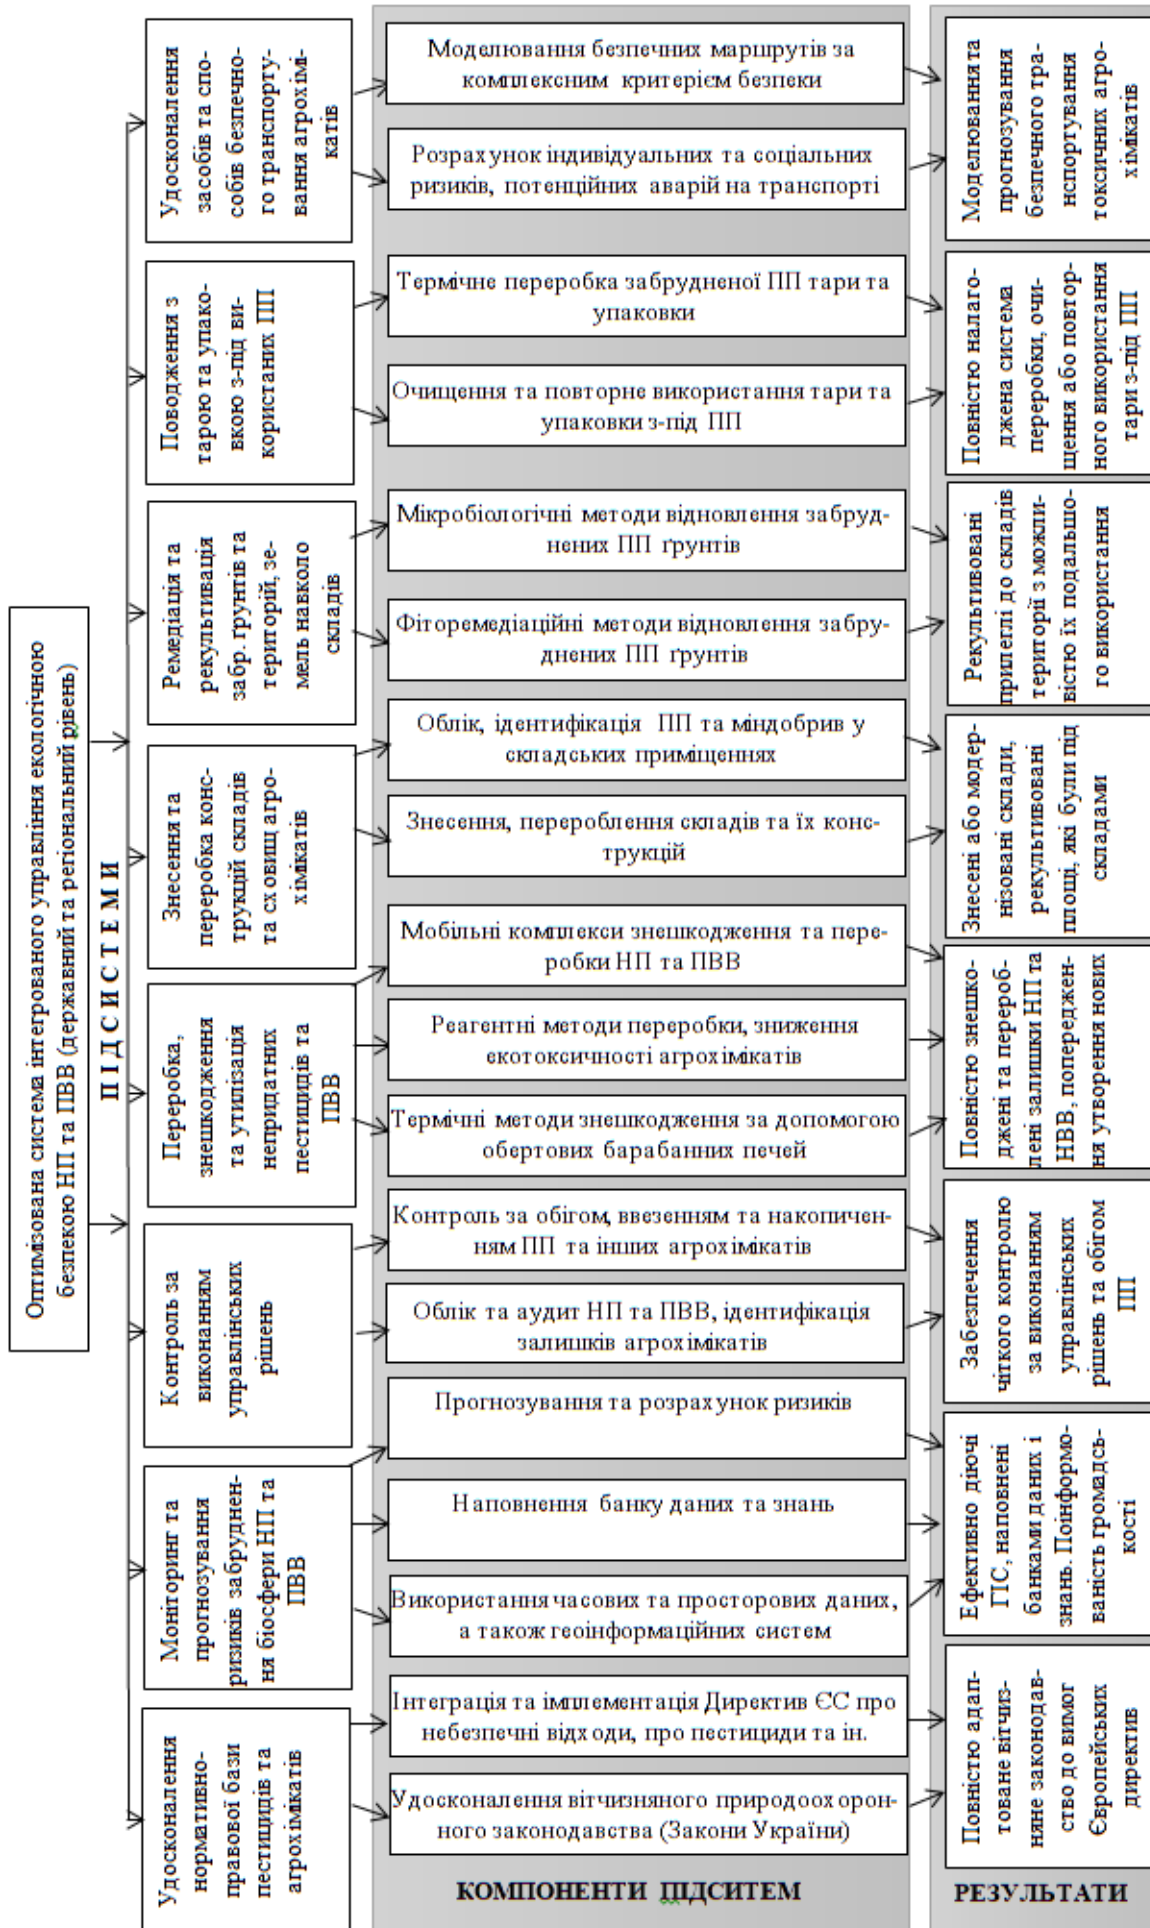 Оптимізована система інтегрованого управління екологічною
безпекою НП та ПВВ (державний та регіональний рівень)
ПІДСИСТЕМИ
Удосконалення
засобів та спо-
собів безпечно-
го транспорту-
вання агрохімі-
катів
Моделювання безпечних маршрутів за
комплексним критерієм безпеки
Розрахунок індивідуальних та соціальних
ризиків, потенційних аварій на транспорті
Моделювання та
прогнозування
безпечного тра-
нспортування
токсичних агро-
хімікатів
Поводження з
тарою та упако-
вкою з-під ви-
користаних ПП
Термічне переробка забрудненої ПП тари та
упаковки
Очищення та повторне використання тари та
упаковки з-під ПП
Повністю налаго-
джена система
переробки, очи-
щення або повтор-
ного використання
тари з-під ПП
Ремедіація та
рекультивація
забр. ґрунтів та
територій, зе-
мель навколо
складів
Мікробіологічні методи відновлення забруд-
нених ПП ґрунтів
Фіторемедіаційні методи відновлення забру-
днених ПП ґрунтів
Рекультивовані
прилеглі до складів
території з можли-
вістю їх подальшо-
го використання
Знесення та
переробка конс-
трукцій складів
та сховищ агро-
хімікатів
Облік, ідентифікація ПП та міндобрив у
складських приміщеннях
Знесення, перероблення складів та їх конс-
трукцій
Знесені або модер-
нізовані склади,
рекультивовані
площі, які були під
складами
Переробка,
знешкодження
та утилізація
непридатних
пестицидів та
ПВВ
Мобільні комплекси знешкодження та пере-
робки НП та ПВВ
Реагентні методи переробки, зниження
екотоксичності агрохімікатів
Термічні методи знешкодження за допомогою
обертових барабанних печей
Повністю знешко-
джені та перероб-
лені залишки НП та
НВВ, попереджен-
ня утворення нових
Контроль за
виконанням
управлінських
рішень
Контроль за обігом, ввезенням та накопичен-
ням ПП та інших агрохімікатів
Облік та аудит НП та ПВВ, ідентифікація
залишків агрохімікатів
Забезпечення
чіткого контролю
за виконанням
управлінських
рішень та обігом
ПП
Моніторинг та
прогнозування
ризиків забруднен-
ня біосфери НП та
ПВВ
Прогнозування та розрахунок ризиків
Наповнення банку даних та знань
Використання часових та просторових даних,
а також геоінформаційних систем
Ефективно діючі
ГІС, наповнені
банками даних і
знань. Поінформо-
ваність громадсь-
кості
Удосконалення
нормативно-
правової бази
пестицидів та
агрохімікатів
Інтеграція та імплементація Директив ЄС про
небезпечні відходи, про пестициди та ін.
Удосконалення вітчизняного природоохорон-
ного законодавства (Закони України)
Повністю адап-
товане вітчиз-
няне законодав-
ство до вимог
Європейських
директив
КОМПОНЕНТИ ПІДСИТЕМ
РЕЗУЛЬТАТИ